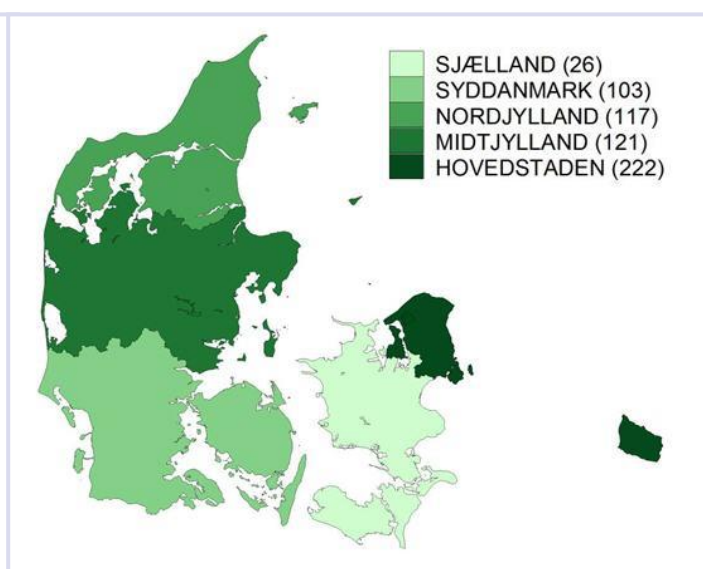 SJÆLLAND (26)
SYDDANMARK (103)
NORDJYLLAND (117)
MIDTJYLLAND (121)
HOVEDSTADEN (222)